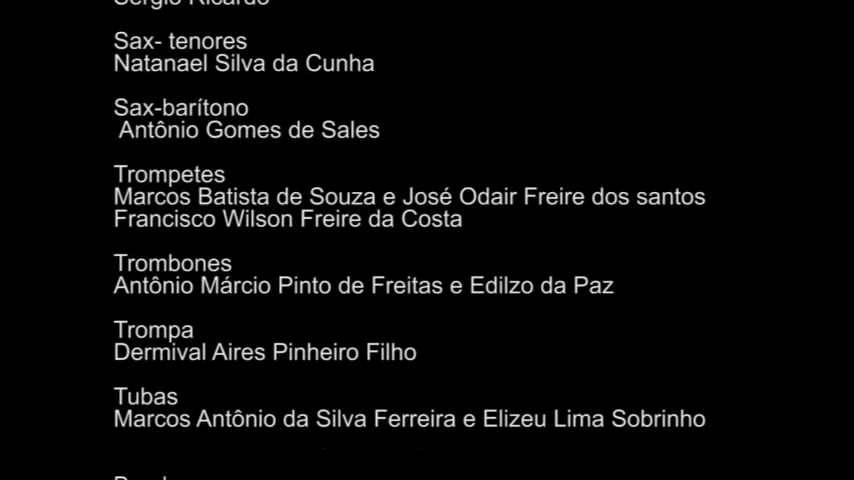 Sérgio Ricardo
Sax- tenores
Natanael Silva da Cunha
Sax-barítono
Antônio Gomes de Sales
Trompetes
Marcos Batista de Souza e José Odair Freire dos santos
Francisco Wilson Freire da Costa
Trombones
Antônio Márcio Pinto de Freitas e Edilzo da Paz
Trompa
Dermival Aires Pinheiro Filho
Tubas
Marcos Antônio da Silva Ferreira e Elizeu Lima Sobrinho